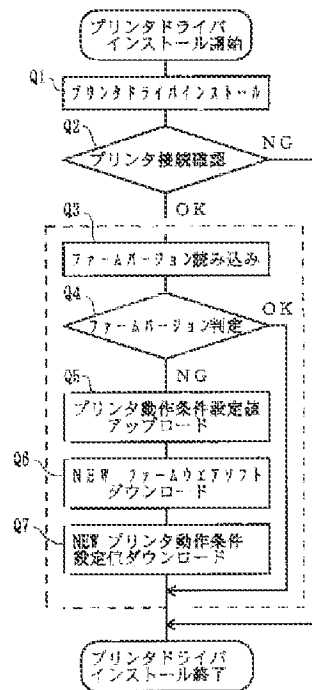 プリンタドライバ
インストール開始
Q1
プリンタドライバインストール
Q2
プリンタ接続確認
NG
OK
Q3
ファームバージョン読み込み
Q4
ファームバージョン判定
OK
NG
Q5
プリンタ動作条件設定値
アップロード
Q6
NEW ファームウエアソフト
ダウンロード
Q7
NEW プリンタ動作条件
設定値ダウンロード
プリンタドライバ
インストール終了